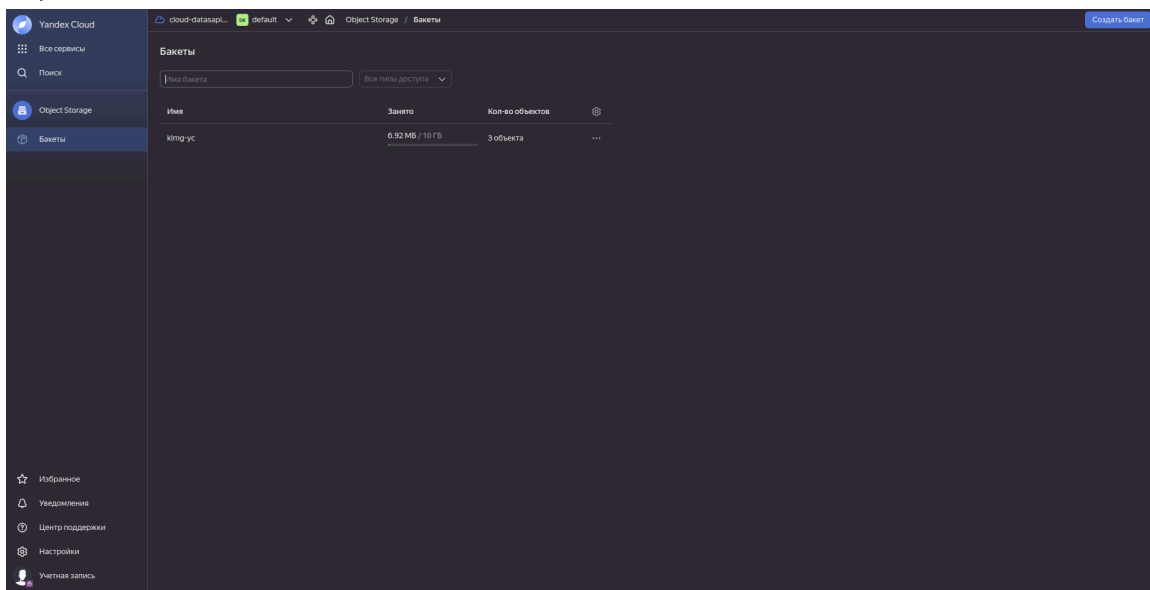 Yandex Cloud
cloud-datasapi... DE default Object Storage / Бакеты
Создать бакет
Все сервисы
Поиск
Object Storage
Бакеты
Бакеты
Имя бакета
Все типы доступа
Имя Занято Кол-во объектов
klmg-yc 6.92 МБ / 10 ГБ 3 объекта
Избранное
Уведомления
Центр поддержки
Настройки
Учетная запись